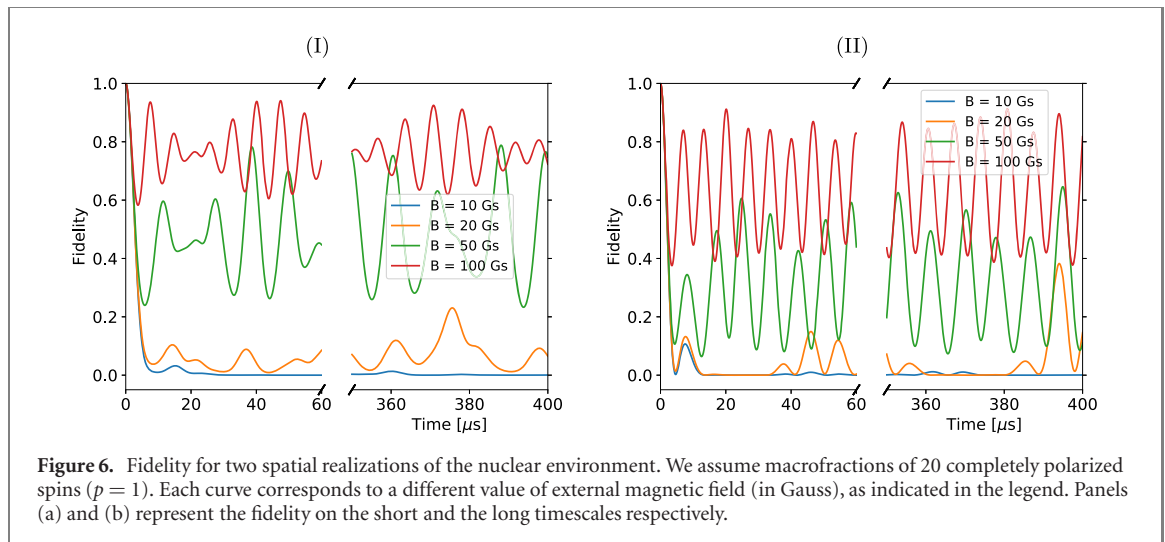 (I)
(II)
1.0
0.8
0.6
0.4
0.2
0.0
Fidelity
0
20
40
60
360
380
400
Time [μs]
B = 10 Gs
B = 20 Gs
B = 50 Gs
B = 100 Gs
1.0
0.8
0.6
0.4
0.2
0.0
Fidelity
0
20
40
60
360
380
400
Time [μs]
B = 10 Gs
B = 20 Gs
B = 50 Gs
B = 100 Gs
Figure 6. Fidelity for two spatial realizations of the nuclear environment. We assume macrofractions of 20 completely polarized
spins (p = 1). Each curve corresponds to a different value of external magnetic field (in Gauss), as indicated in the legend. Panels
(a) and (b) represent the fidelity on the short and the long timescales respectively.